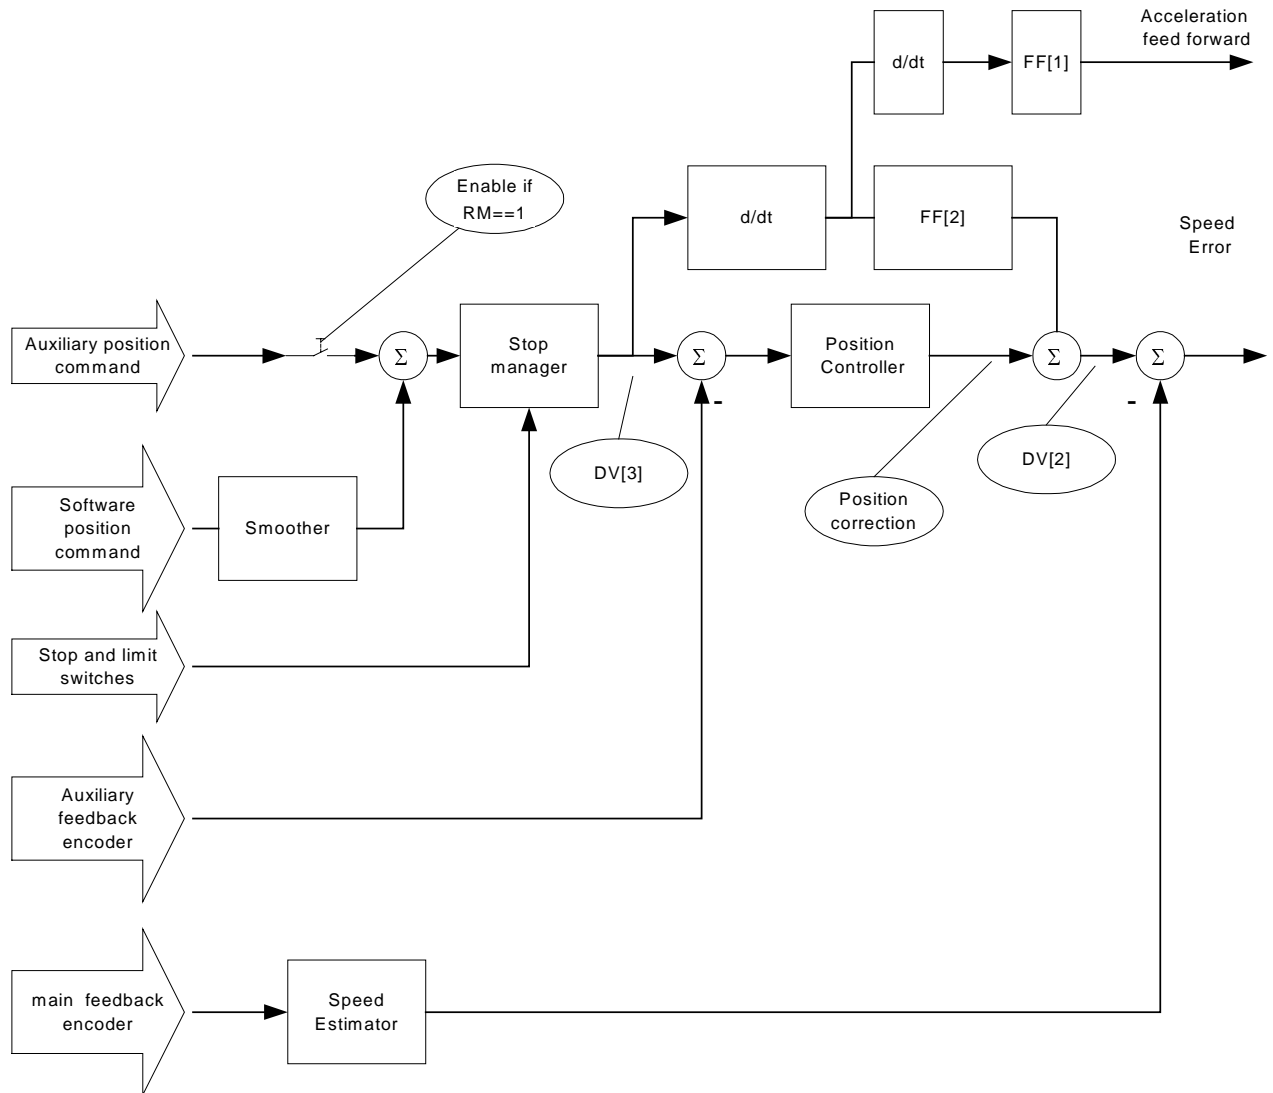 Acceleration
feed forward
d/dt
FF[1]
Enable if
RM==1
d/dt
FF[2]
Speed
Error
Auxiliary position
command
Σ
Stop
manager
Σ
Position
Controller
Σ
Σ
-
-
DV[3]
DV[2]
Position
correction
Software
position
command
Smoother
Stop and limit
switches
Auxiliary
feedback
encoder
main feedback
encoder
Speed
Estimator